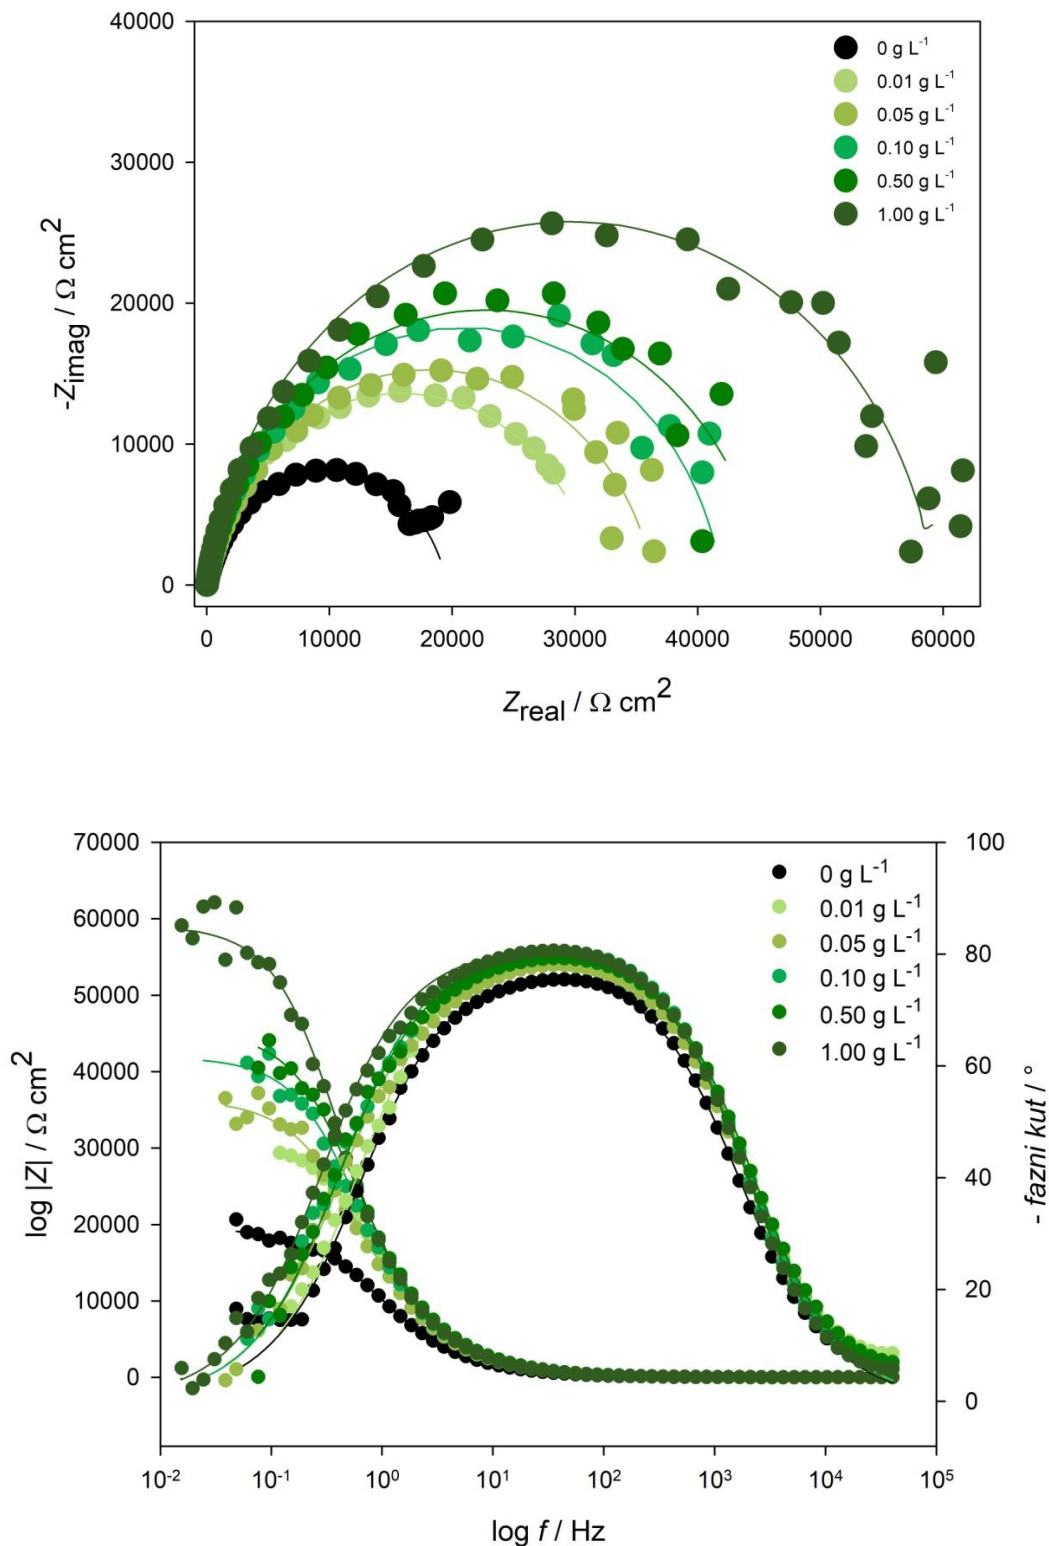 40000
30000
20000
10000
0
-Zimag / Ω cm²
0 g L⁻¹
0.01 g L⁻¹
0.05 g L⁻¹
0.10 g L⁻¹
0.50 g L⁻¹
1.00 g L⁻¹
0 10000 20000 30000 40000 50000 60000
Zreal / Ω cm²
70000
60000
50000
40000
30000
20000
10000
0
log |Z| / Ω cm²
0 g L⁻¹
0.01 g L⁻¹
0.05 g L⁻¹
0.10 g L⁻¹
0.50 g L⁻¹
1.00 g L⁻¹
100
80
60
40
20
0
- fazni kut / °
10⁻² 10⁻¹ 10⁰ 10¹ 10² 10³ 10⁴ 10⁵
log f / Hz